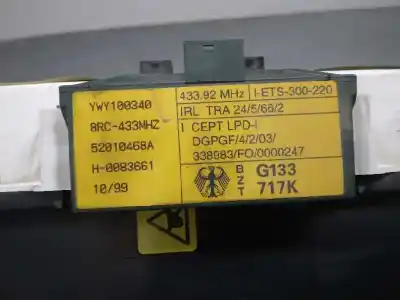 YWY100340
8RC-433MHZ
52010468A
H-0083661
10/99
433.92 MHz I-ETS-300-220
IRL TRA 24/5/66/2
I CEPT LPD-I
DGPGF/4/2/03/
338983/FO/0000247
BZT G133
717K